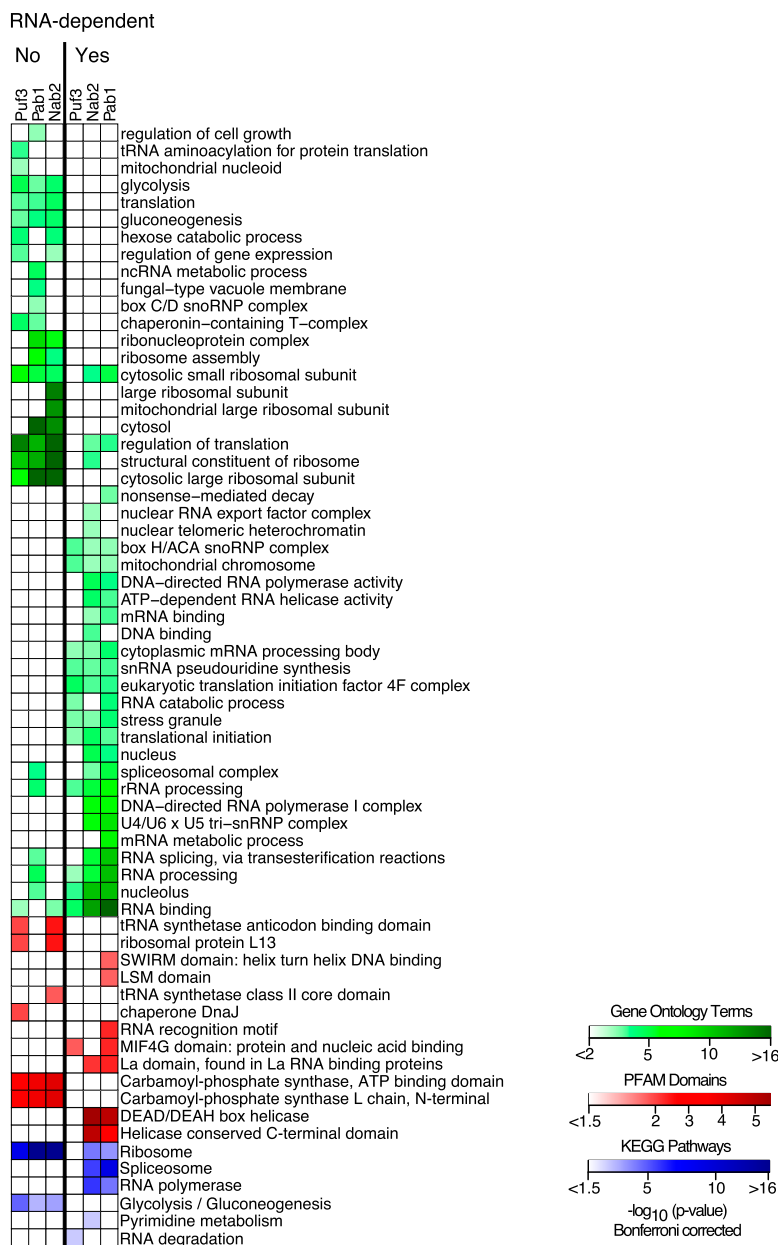 RNA-dependent
No Yes
Puf3 Pab1 Nab2 Puf3 Nab2 Pab1
regulation of cell growth
tRNA aminoacylation for protein translation
mitochondrial nucleoid
glycolysis
translation
gluconeogenesis
hexose catabolic process
regulation of gene expression
ncRNA metabolic process
fungal−type vacuole membrane
box C/D snoRNP complex
chaperonin−containing T−complex
ribonucleoprotein complex
ribosome assembly
cytosolic small ribosomal subunit
large ribosomal subunit
mitochondrial large ribosomal subunit
cytosol
regulation of translation
structural constituent of ribosome
cytosolic large ribosomal subunit
nonsense−mediated decay
nuclear RNA export factor complex
nuclear telomeric heterochromatin
box H/ACA snoRNP complex
mitochondrial chromosome
DNA−directed RNA polymerase activity
ATP−dependent RNA helicase activity
mRNA binding
DNA binding
cytoplasmic mRNA processing body
snRNA pseudouridine synthesis
eukaryotic translation initiation factor 4F complex
RNA catabolic process
stress granule
translational initiation
nucleus
spliceosomal complex
rRNA processing
DNA−directed RNA polymerase I complex
U4/U6 x U5 tri−snRNP complex
mRNA metabolic process
RNA splicing, via transesterification reactions
RNA processing
nucleolus
RNA binding
tRNA synthetase anticodon binding domain
ribosomal protein L13
SWIRM domain: helix turn helix DNA binding
LSM domain
tRNA synthetase class II core domain
chaperone DnaJ
RNA recognition motif
MIF4G domain: protein and nucleic acid binding
La domain, found in La RNA binding proteins
Carbamoyl-phosphate synthase, ATP binding domain
Carbamoyl-phosphate synthase L chain, N-terminal
DEAD/DEAH box helicase
Helicase conserved C-terminal domain
Ribosome
Spliceosome
RNA polymerase
Glycolysis / Gluconeogenesis
Pyrimidine metabolism
RNA degradation
Gene Ontology Terms
<2 5 10 >16
PFAM Domains
<1.5 2 3 4 5
KEGG Pathways
<1.5 5 10 >16
-log10 (p-value)
Bonferroni corrected